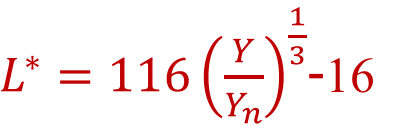 L* = 116 (Y/Yₙ)^(1/3) - 16